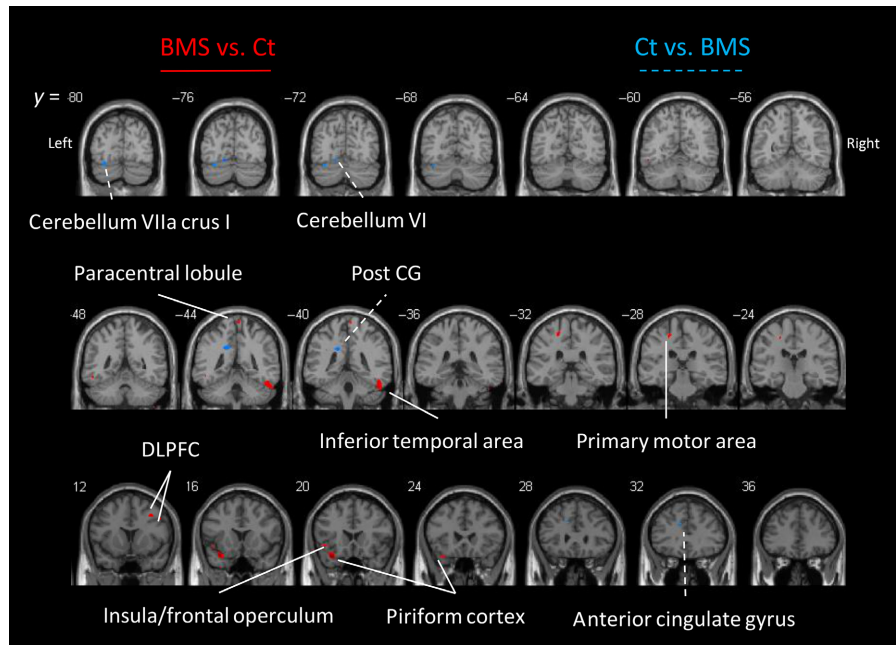 BMS vs. Ct Ct vs. BMS
y = -80 -76 -72 -68 -64 -60 -56
Left Right
Cerebellum VIIa crus I Cerebellum VI
Paracentral lobule Post CG
-48 -44 -40 -36 -32 -28 -24
Inferior temporal area Primary motor area
DLPFC
12 16 20 24 28 32 36
Insula/frontal operculum Piriform cortex Anterior cingulate gyrus